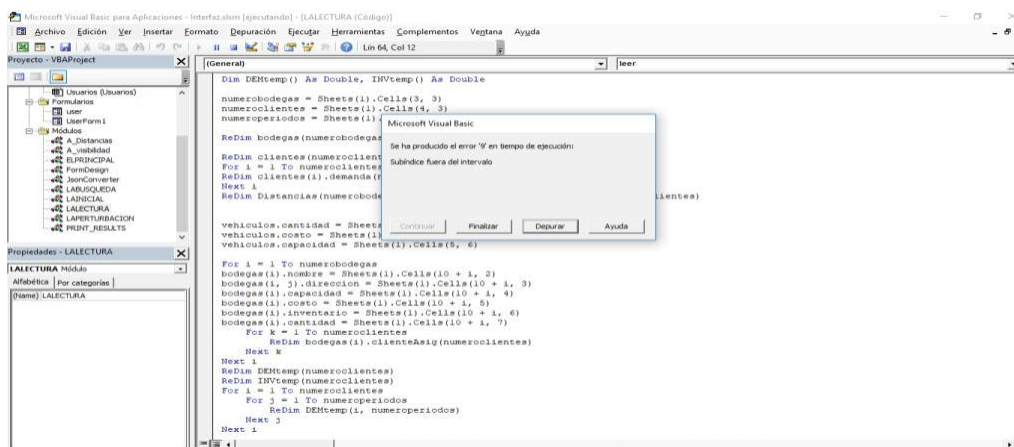 Microsoft Visual Basic para Aplicaciones - Interfaz.xlsm [ejecutando] - [LALECTURA (Código)]
Archivo Edición Ver Insertar Formato Depuración Ejecutar Herramientas Complementos Ventana Ayuda
Lín 64, Col 12
Proyecto - VBAProject
Usuarios (Usuarios)
Formularios
user
UserForm1
Módulos
A_Distancias
A_visibilidad
ELPRINCIPAL
FormDesign
JsonConverter
LABUSQUEDA
LAINICIAL
LALECTURA
LAPERTURBACION
PRINT_RESULTS
Propiedades - LALECTURA
LALECTURA Módulo
Alfabética Por categorías
(Name) LALECTURA
(General)
leer
Dim DEMtemp() As Double, INVtemp() As Double
numerobodegas = Sheets(1).Cells(3, 3)
numeroclientes = Sheets(1).Cells(4, 3)
numeroperiodos = Sheets(1).
ReDim bodegas(numerobodegas
ReDim clientes(numeroclient
For i = 1 To numeroclientes
ReDim clientes(i).demanda(
Next i
ReDim Distancias(numerobode
ientes)
vehiculos.cantidad = Sheets
vehiculos.costo = Sheets(1)
vehiculos.capacidad = Sheets(1).Cells(5, 6)
For i = 1 To numerobodegas
bodegas(i).nombre = Sheets(1).Cells(10 + i, 2)
bodegas(i, j).direccion = Sheets(1).Cells(10 + i, 3)
bodegas(i).capacidad = Sheets(1).Cells(10 + i, 4)
bodegas(i).costo = Sheets(1).Cells(10 + i, 5)
bodegas(i).inventario = Sheets(1).Cells(10 + i, 6)
bodegas(i).cantidad = Sheets(1).Cells(10 + i, 7)
For k = 1 To numeroclientes
ReDim bodegas(i).clienteAsig(numeroclientes)
Next k
Next i
ReDim DEMtemp(numeroclientes)
ReDim INVtemp(numeroclientes)
For i = 1 To numeroclientes
For j = 1 To numeroperiodos
ReDim DEMtemp(i, numeroperiodos)
Next j
Next i
Microsoft Visual Basic
Se ha producido el error '9' en tiempo de ejecución:
Subíndice fuera del intervalo
Continuar Finalizar Depurar Ayuda